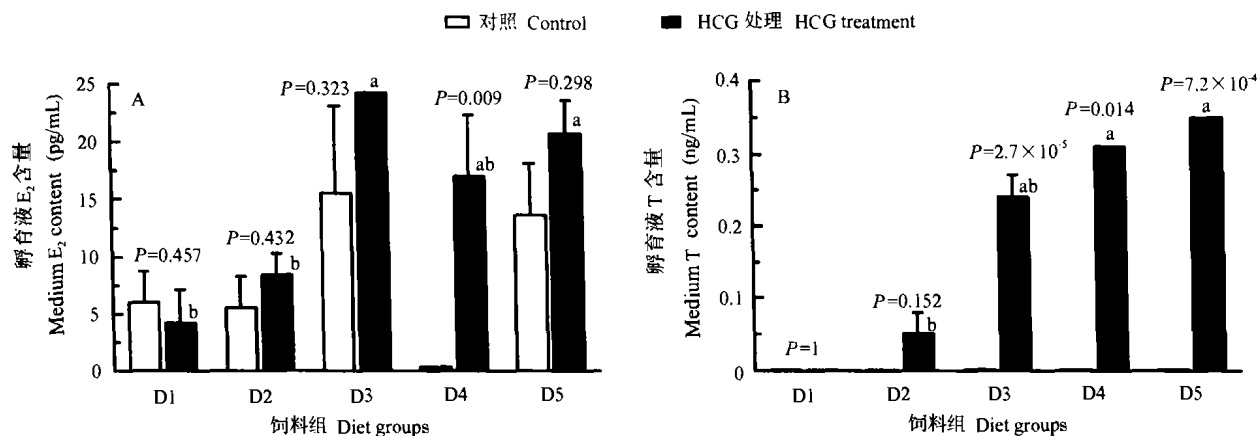 对照 Control HCG 处理 HCG treatment
A
孵育液 E₂ 含量
Medium E₂ content (pg/mL)
25
20
15
10
5
0
P=0.457
b
P=0.432
b
P=0.323
a
P=0.009
ab
P=0.298
a
D1 D2 D3 D4 D5
饲料组 Diet groups
B
孵育液 T 含量
Medium T content (ng/mL)
0.4
0.3
0.2
0.1
0
P=1
P=0.152
b
P=2.7×10⁻⁵
ab
P=0.014
a
P=7.2×10⁻⁴
a
D1 D2 D3 D4 D5
饲料组 Diet groups